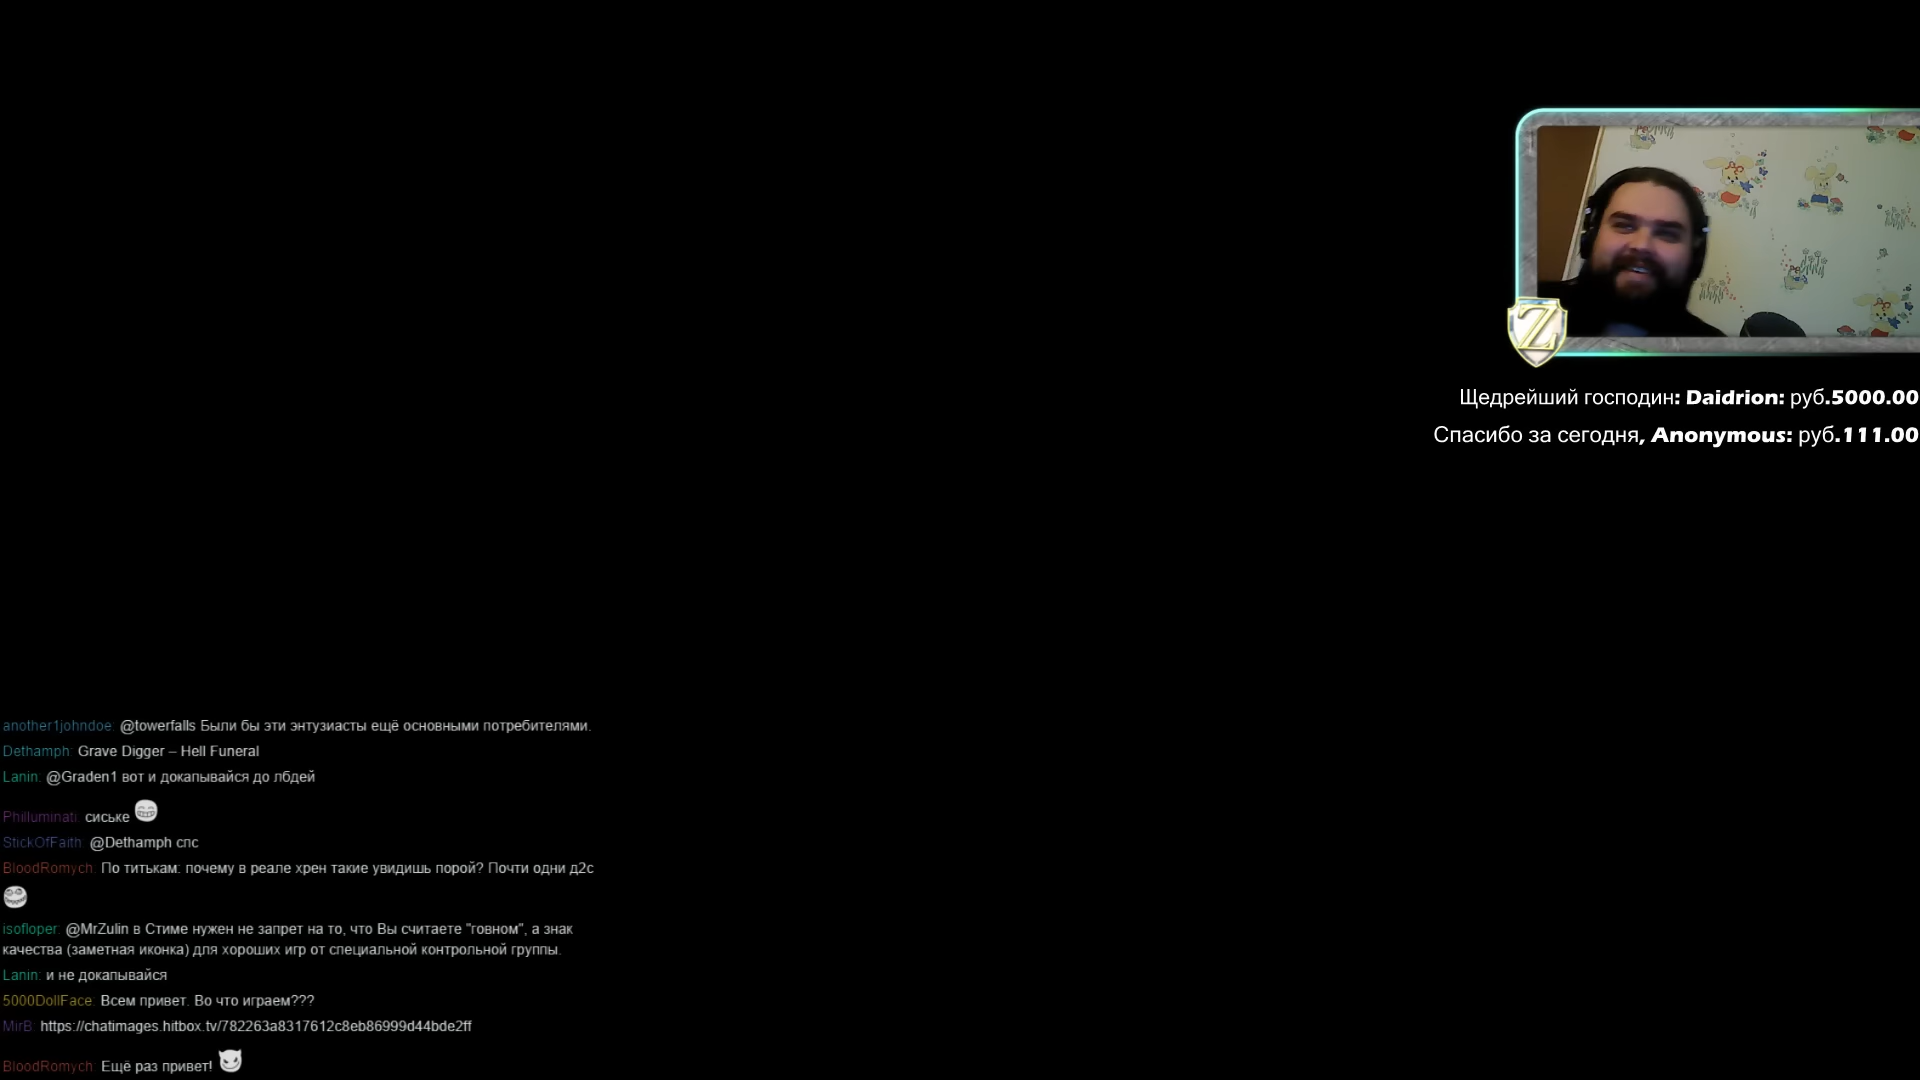 Z
Щедрейший господин: Daidrion: руб.5000.00
Спасибо за сегодня, Anonymous: руб.111.00
another1johndoe: @towerfalls Были бы эти энтузиасты ещё основными потребителями.
Dethamph: Grave Digger – Hell Funeral
Lanin: @Graden1 вот и докапывайся до лбдей
Philluminati: сиське
StickOfFaith: @Dethamph спс
BloodRomych: По титькам: почему в реале хрен такие увидишь порой? Почти одни д2с
isofloper: @MrZulin в Стиме нужен не запрет на то, что Вы считаете "говном", а знак
качества (заметная иконка) для хороших игр от специальной контрольной группы.
Lanin: и не докапывайся
5000DollFace: Всем привет. Во что играем???
MirB: https://chatimages.hitbox.tv/782263a8317612c8eb86999d44bde2ff
BloodRomych: Ещё раз привет!